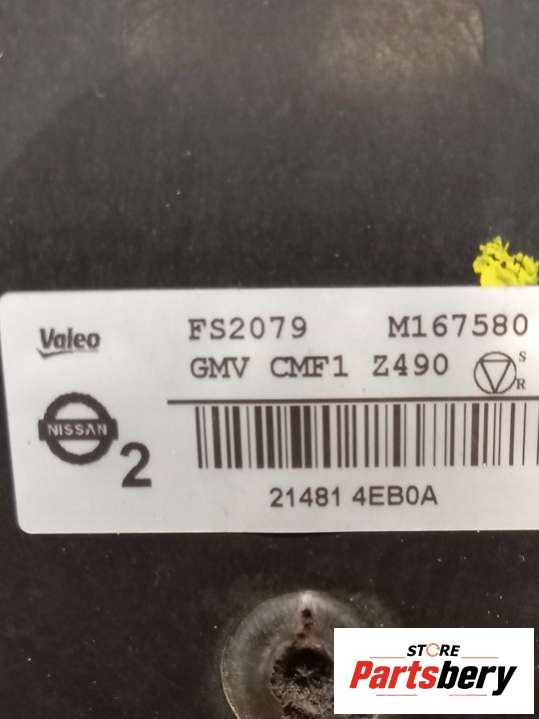 Valeo FS2079 M167580
GMV CMF1 Z490 S R
NISSAN 2
21481 4EB0A
STORE
Partsbery